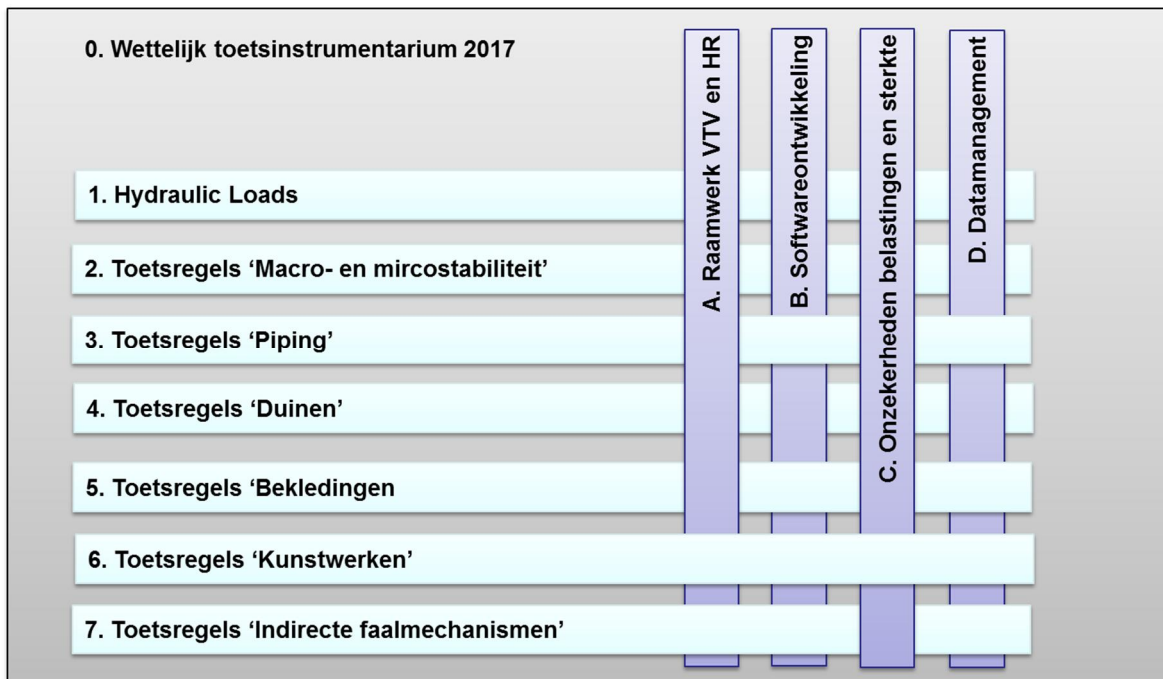 0. Wettelijk toetsinstrumentarium 2017
A. Raamwerk VTV en HR
B. Softwareontwikkeling
C. Onzekerheden belastingen en sterkte
D. Datamanagement
1. Hydraulic Loads
2. Toetsregels ‘Macro- en mircostabiliteit’
3. Toetsregels ‘Piping’
4. Toetsregels ‘Duinen’
5. Toetsregels ‘Bekledingen
6. Toetsregels ‘Kunstwerken’
7. Toetsregels ‘Indirecte faalmechanismen’